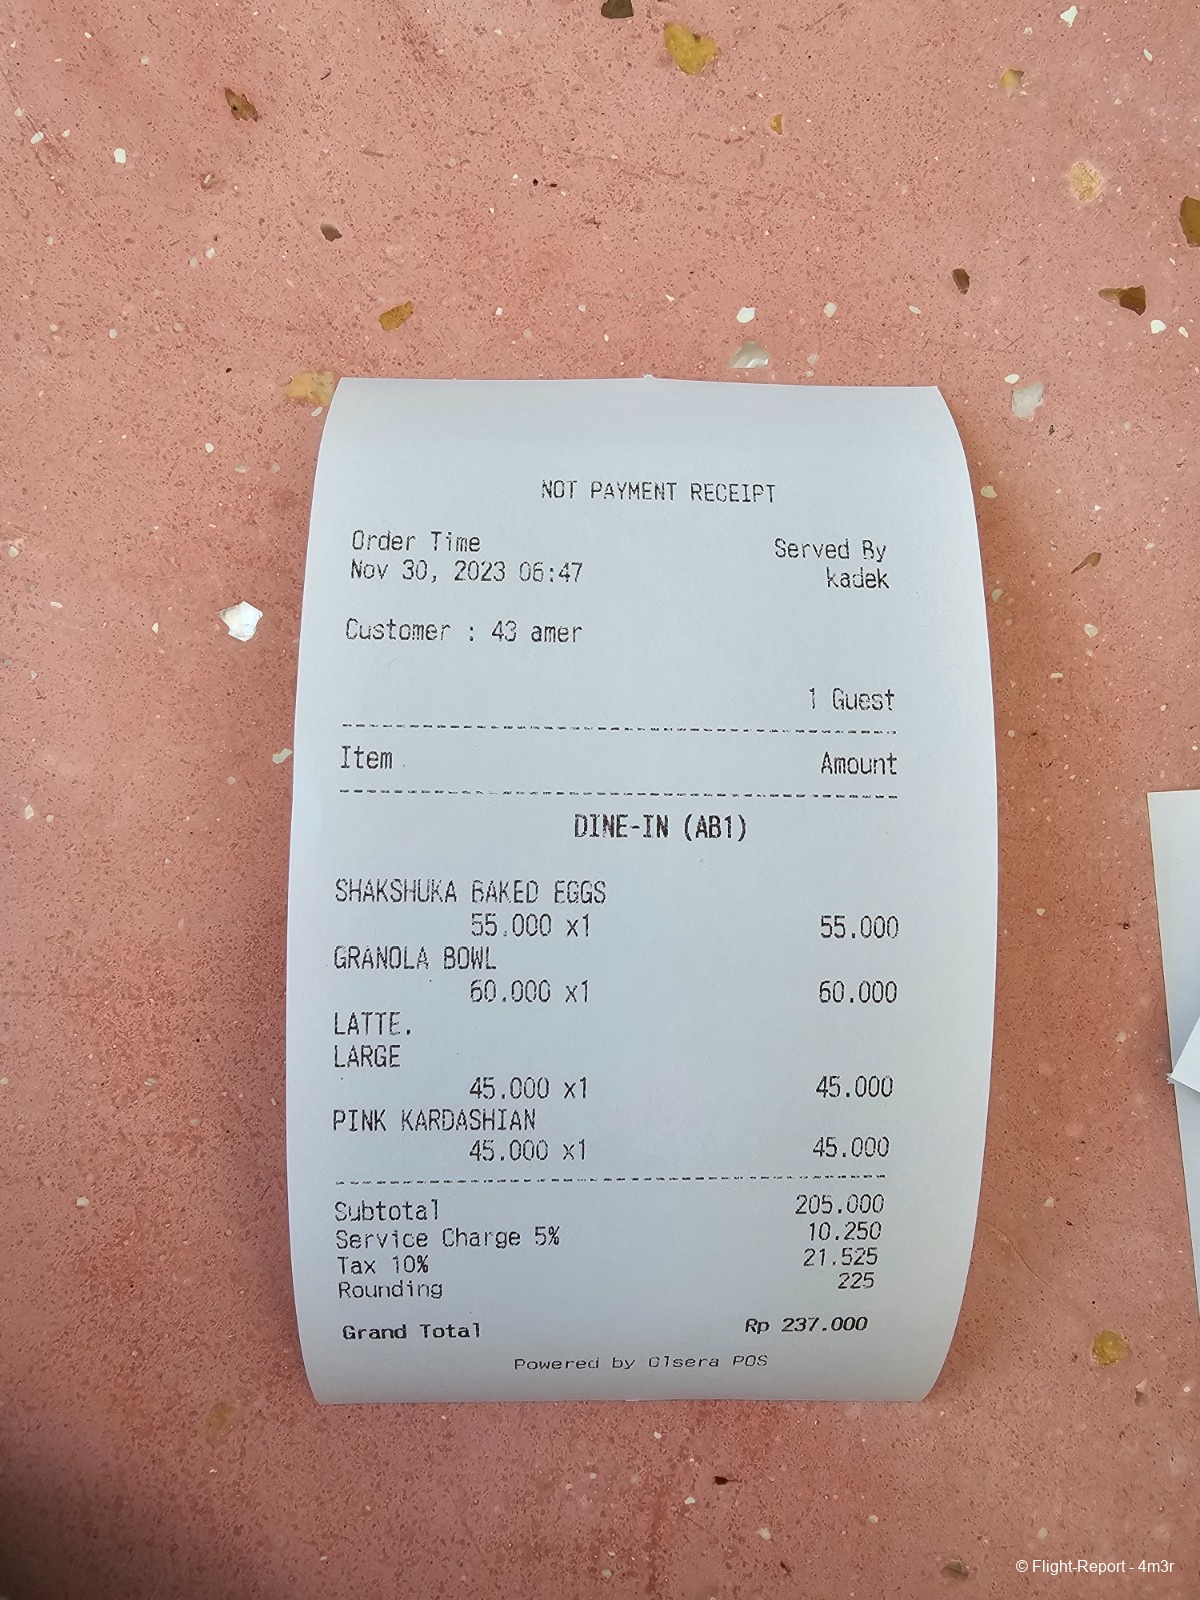 NOT PAYMENT RECEIPT
Order Time Served By
Nov 30, 2023 06:47 kadek
Customer : 43 amer
1 Guest
Item Amount
DINE-IN (AB1)
SHAKSHUKA BAKED EGGS
55.000 x1 55.000
GRANOLA BOWL
60.000 x1 60.000
LATTE.
LARGE
45.000 x1 45.000
PINK KARDASHIAN
45.000 x1 45.000
Subtotal 205.000
Service Charge 5% 10.250
Tax 10% 21.525
Rounding 225
Grand Total Rp 237.000
Powered by Olsera POS
© Flight-Report - 4m3r